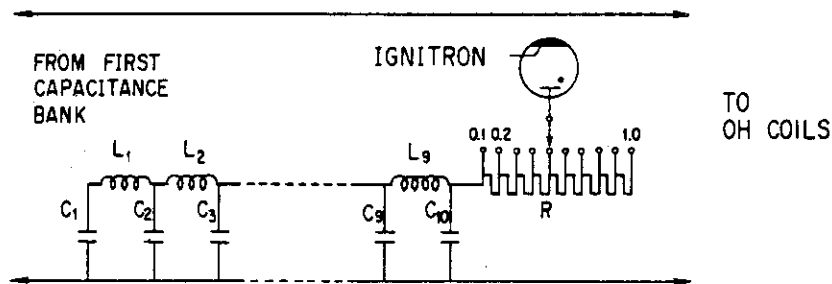 FROM FIRST
CAPACITANCE
BANK
IGNITRON
TO
OH COILS
0.1 0.2 1.0
L₁ L₂ L₉
C₁ C₂ C₃ C₉ C₁₀ R